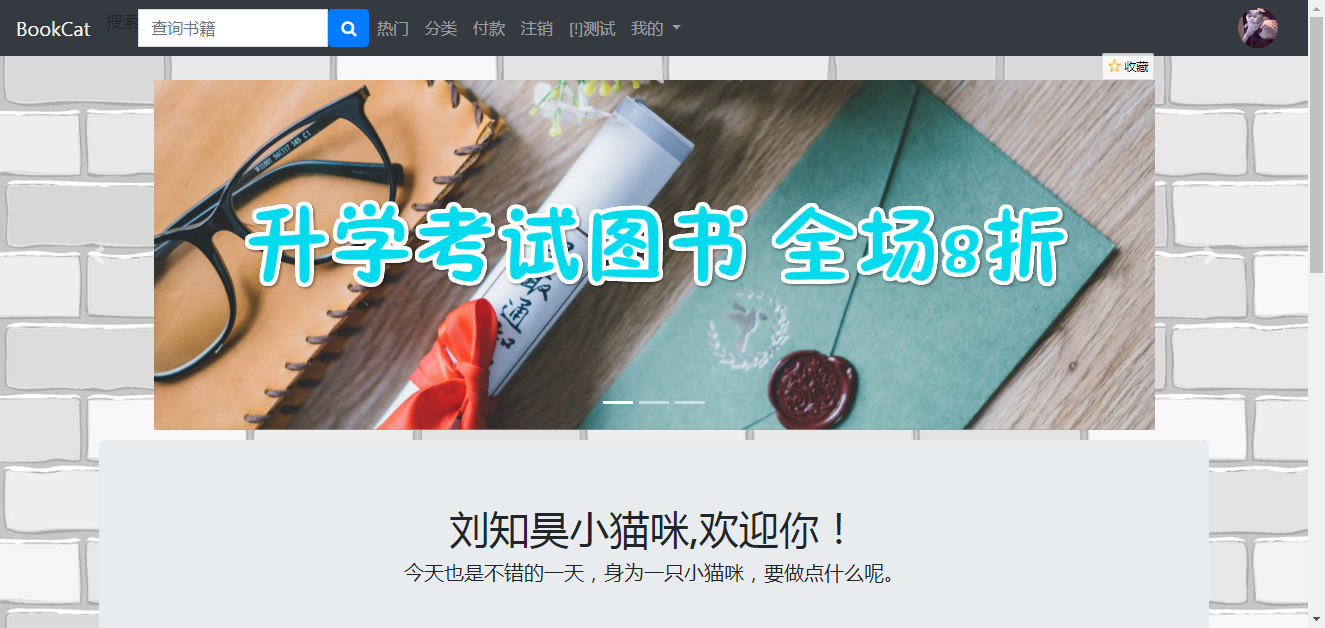 BookCat 搜索 查询书籍 热门 分类 付款 注销 [!]测试 我的
收藏
升学考试图书 全场8折
取
通
刘知昊小猫咪,欢迎你！
今天也是不错的一天，身为一只小猫咪，要做点什么呢。